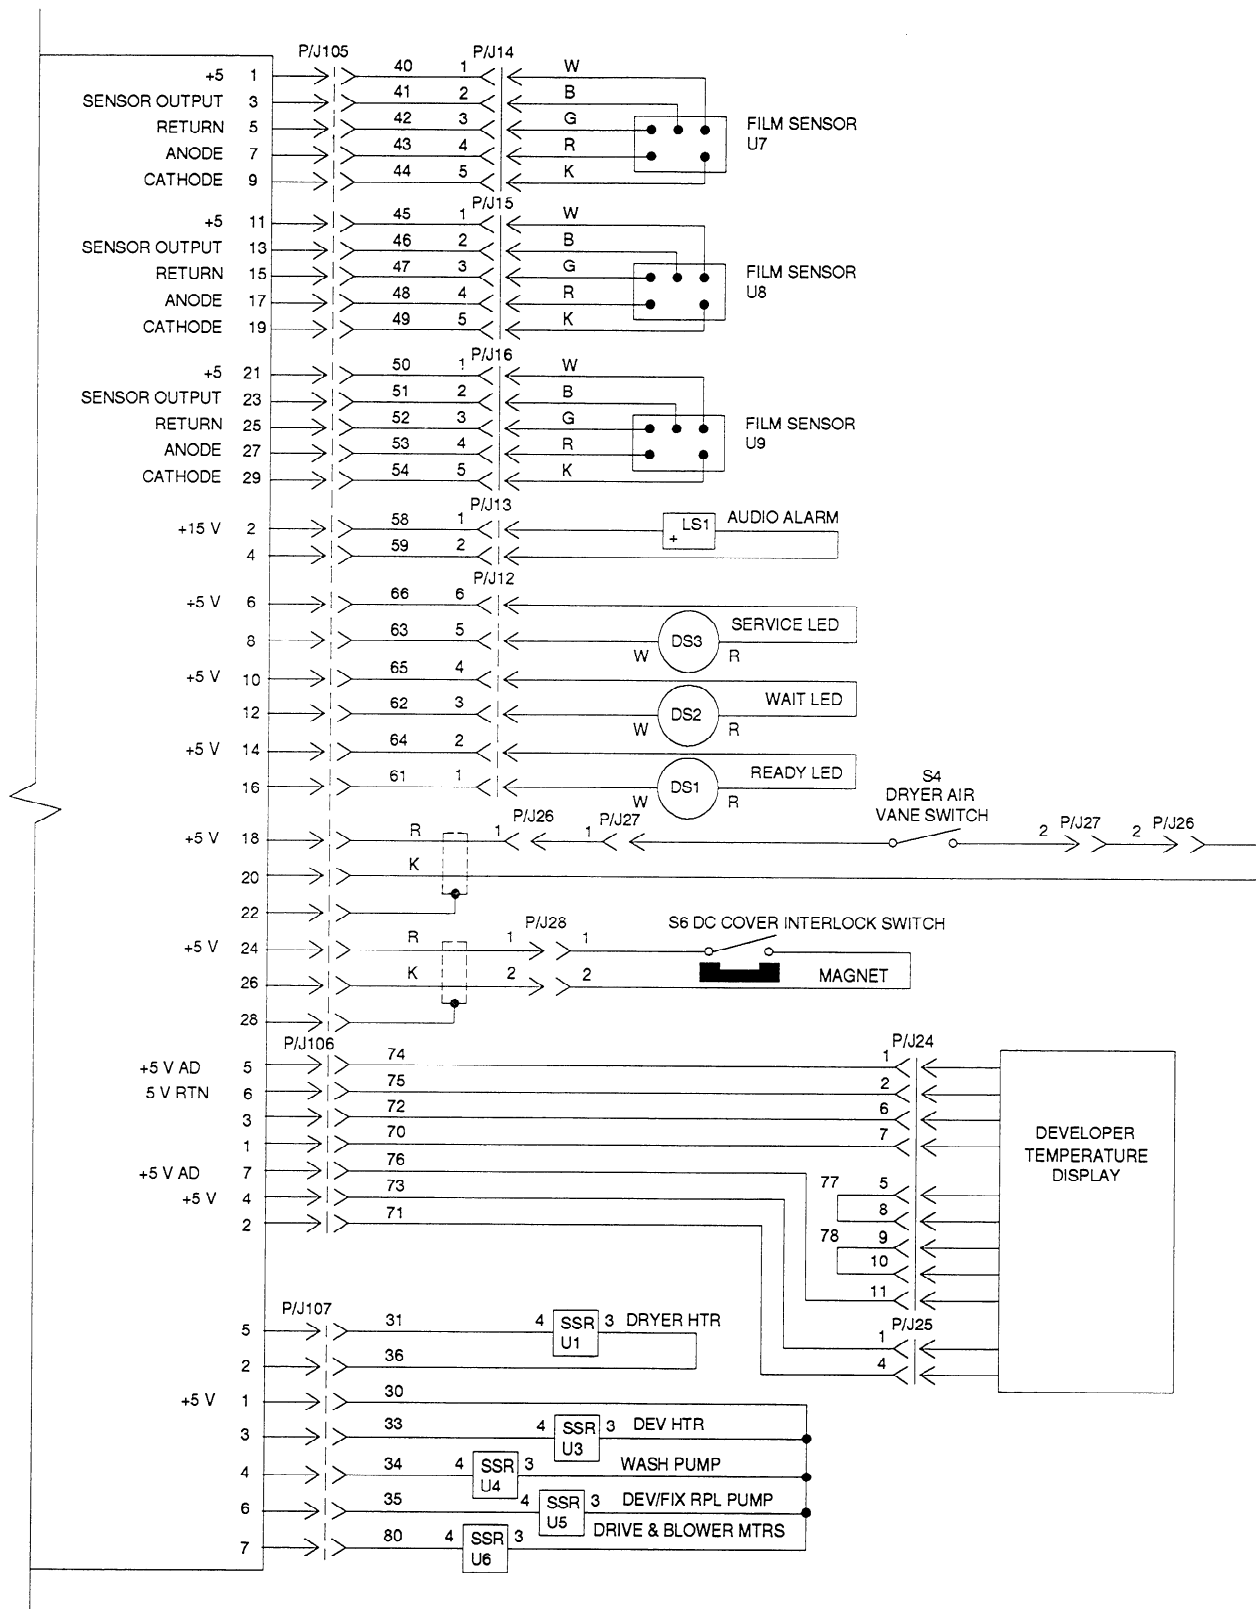 P/J105 P/J14
+5 1 40 1 W
SENSOR OUTPUT 3 41 2 B
RETURN 5 42 3 G FILM SENSOR
ANODE 7 43 4 R U7
CATHODE 9 44 5 K
P/J15
+5 11 45 1 W
SENSOR OUTPUT 13 46 2 B
RETURN 15 47 3 G FILM SENSOR
ANODE 17 48 4 R U8
CATHODE 19 49 5 K
P/J16
+5 21 50 1 W
SENSOR OUTPUT 23 51 2 B
RETURN 25 52 3 G FILM SENSOR
ANODE 27 53 4 R U9
CATHODE 29 54 5 K
P/J13
+15 V 2 58 1 LS1 + AUDIO ALARM
4 59 2
P/J12
+5 V 6 66 6
8 63 5 W DS3 R SERVICE LED
+5 V 10 65 4
12 62 3 W DS2 R WAIT LED
+5 V 14 64 2
16 61 1 W DS1 R READY LED
S4
DRYER AIR
VANE SWITCH
P/J26 P/J27 P/J27 P/J26
+5 V 18 R 1 1 2 2
20 K
22
P/J28 S6 DC COVER INTERLOCK SWITCH
+5 V 24 R 1 1
26 K 2 2 MAGNET
28
P/J106 P/J24
+5 V AD 5 74 1
5 V RTN 6 75 2
3 72 6
1 70 7
DEVELOPER
TEMPERATURE
DISPLAY
+5 V AD 7 76
+5 V 4 73 77 5
2 71 8
78 9
10
11
P/J25
1
4
P/J107
5 31 4 SSR U1 3 DRYER HTR
2 36
+5 V 1 30
3 33 4 SSR U3 3 DEV HTR
4 34 4 SSR U4 3 WASH PUMP
6 35 4 SSR U5 3 DEV/FIX RPL PUMP
7 80 4 SSR U6 3 DRIVE & BLOWER MTRS